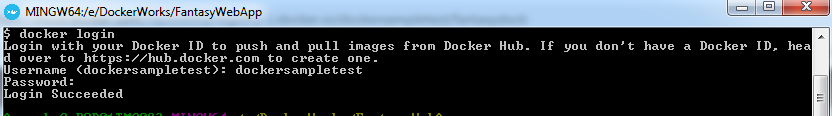 MINGW64:/e/DockerWorks/FantasyWebApp
$ docker login
Login with your Docker ID to push and pull images from Docker Hub. If you don't have a Docker ID, hea
d over to https://hub.docker.com to create one.
Username (dockersampletest): dockersampletest
Password:
Login Succeeded